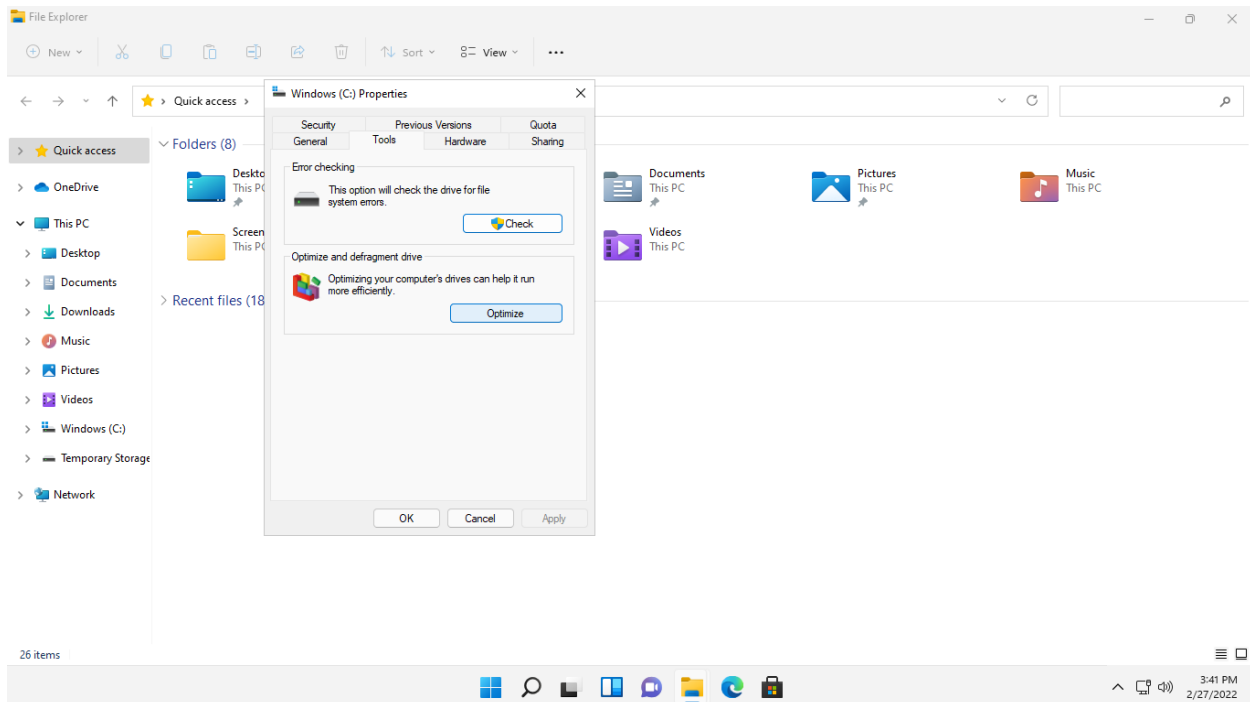 File Explorer
New
Sort
View
Quick access
Windows (C:) Properties
Security
Previous Versions
Quota
General
Tools
Hardware
Sharing
Error checking
This option will check the drive for file
system errors.
Check
Optimize and defragment drive
Optimizing your computer's drives can help it run
more efficiently.
Optimize
OK
Cancel
Apply
Quick access
OneDrive
This PC
Desktop
Documents
Downloads
Music
Pictures
Videos
Windows (C:)
Temporary Storage
Network
Folders (8)
Documents
This PC
Pictures
This PC
Music
This PC
Videos
This PC
Recent files (18
26 items
3:41 PM
2/27/2022